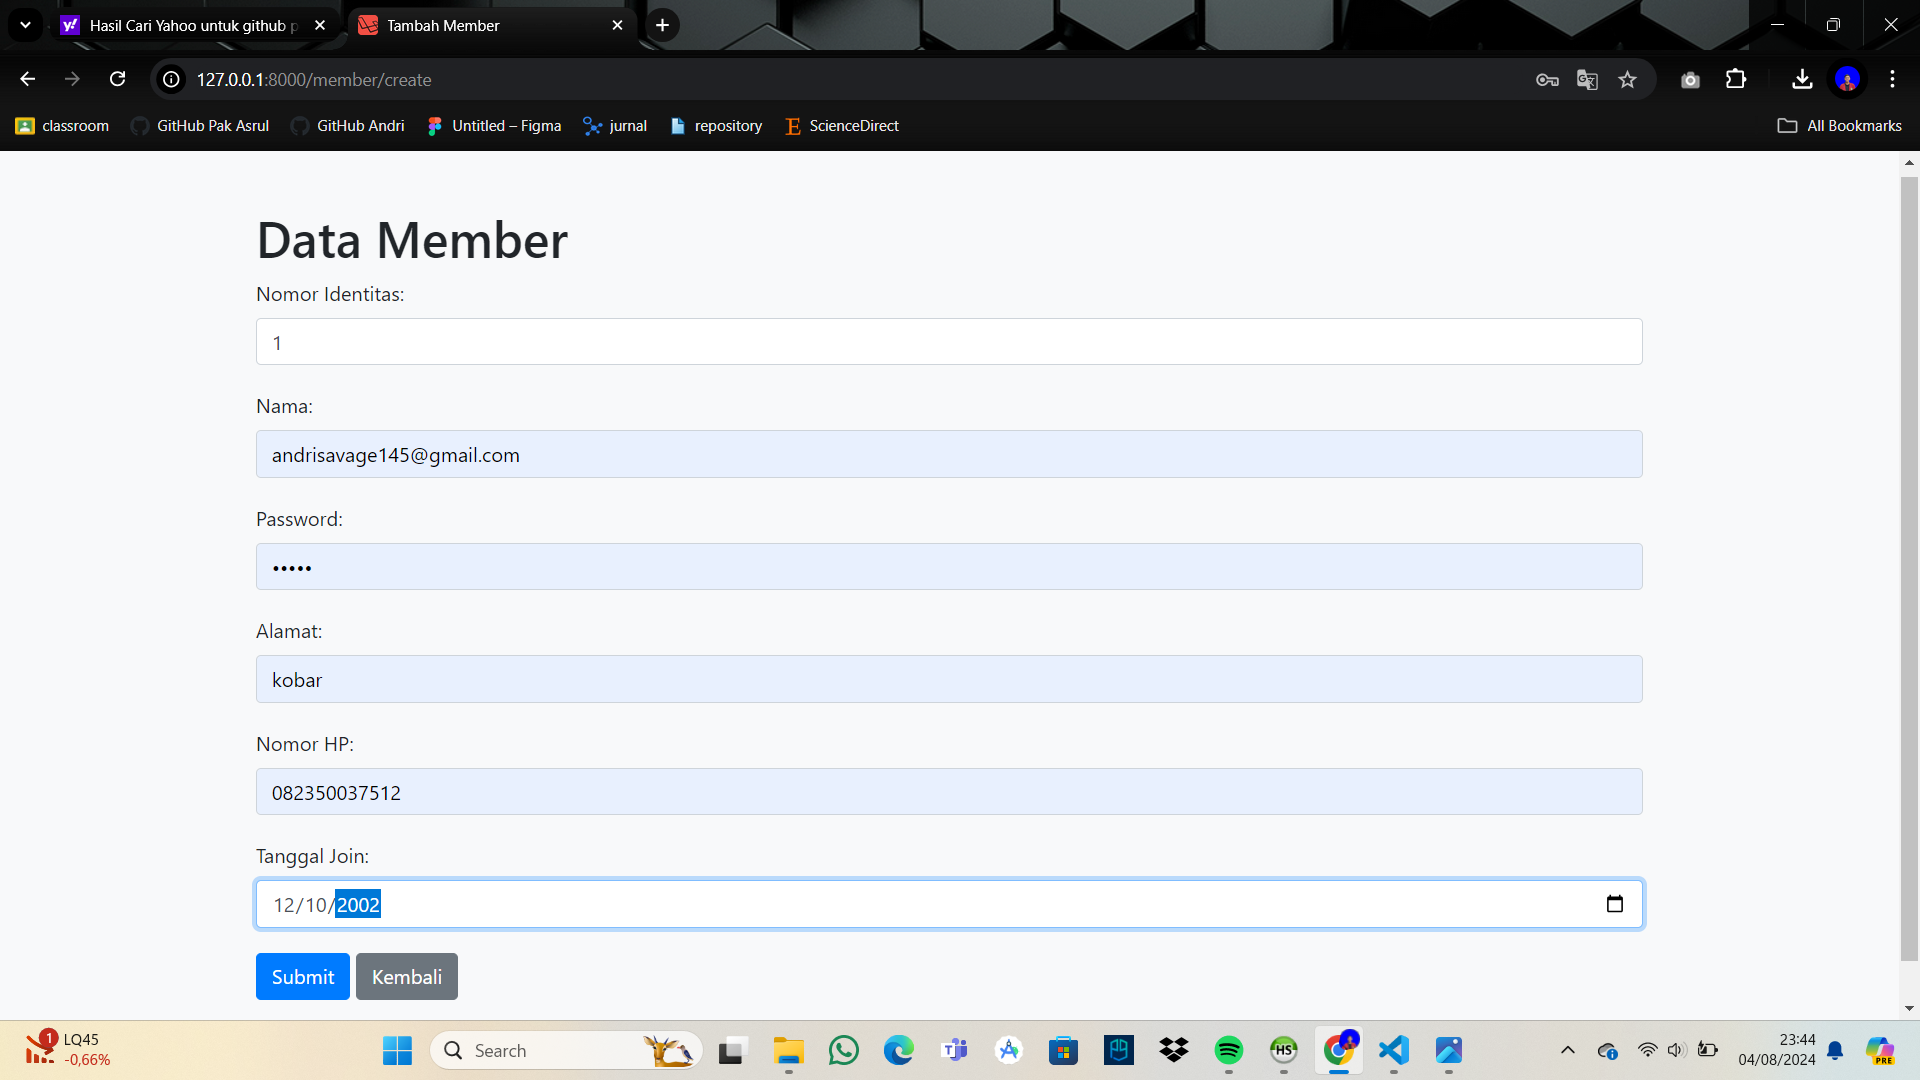 Hasil Cari Yahoo untuk github p
Tambah Member
127.0.0.1:8000/member/create
classroom
GitHub Pak Asrul
GitHub Andri
Untitled – Figma
jurnal
repository
ScienceDirect
All Bookmarks
Data Member
Nomor Identitas:
1
Nama:
andrisavage145@gmail.com
Password:
•••••
Alamat:
kobar
Nomor HP:
082350037512
Tanggal Join:
12/10/2002
Submit
Kembali
1
LQ45
-0,66%
Search
HS
PRE
23:44
04/08/2024